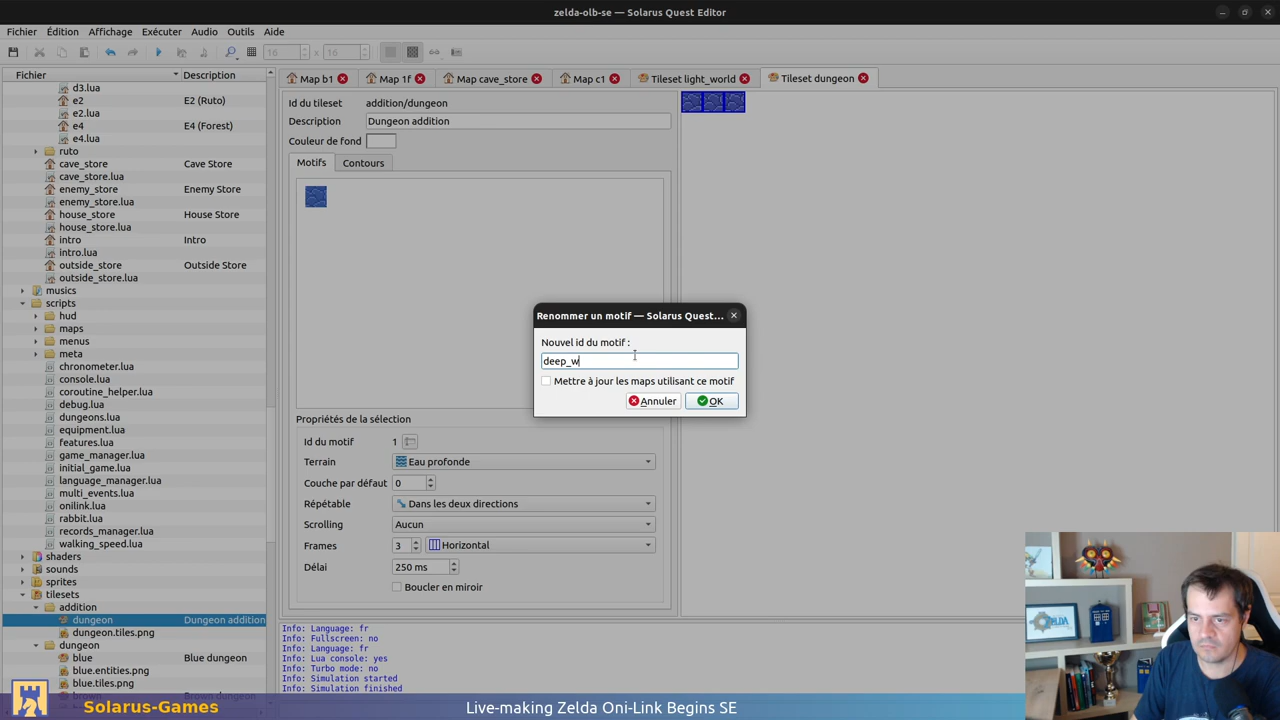 zelda-olb-se — Solarus Quest Editor
Fichier Édition Affichage Exécuter Audio Outils Aide
16 x 16
Fichier Description
Map b1 Map 1f Map cave_store Map c1 Tileset light_world Tileset dungeon
d3.lua
e2 E2 (Ruto)
e2.lua
e4 E4 (Forest)
e4.lua
ruto
cave_store Cave Store
cave_store.lua
enemy_store Enemy Store
enemy_store.lua
house_store House Store
house_store.lua
intro Intro
intro.lua
outside_store Outside Store
outside_store.lua
musics
scripts
hud
maps
menus
meta
chronometer.lua
console.lua
coroutine_helper.lua
debug.lua
dungeons.lua
equipment.lua
features.lua
game_manager.lua
initial_game.lua
language_manager.lua
multi_events.lua
onilink.lua
rabbit.lua
records_manager.lua
walking_speed.lua
shaders
sounds
sprites
tilesets
addition
dungeon Dungeon addition
dungeon.tiles.png
dungeon
blue Blue dungeon
blue.entities.png
blue.tiles.png
Id du tileset addition/dungeon
Description Dungeon addition
Couleur de fond
Motifs Contours
Renommer un motif — Solarus Quest...
Nouvel id du motif :
deep_w
Mettre à jour les maps utilisant ce motif
Annuler OK
Propriétés de la sélection
Id du motif 1
Terrain Eau profonde
Couche par défaut 0
Répétable Dans les deux directions
Scrolling Aucun
Frames 3 Horizontal
Délai 250 ms
Boucler en miroir
Info: Language: fr
Info: Fullscreen: no
Info: Language: fr
Info: Lua console: yes
Info: Turbo mode: no
Info: Simulation started
Info: Simulation finished
Solarus-Games
Live-making Zelda Oni-Link Begins SE